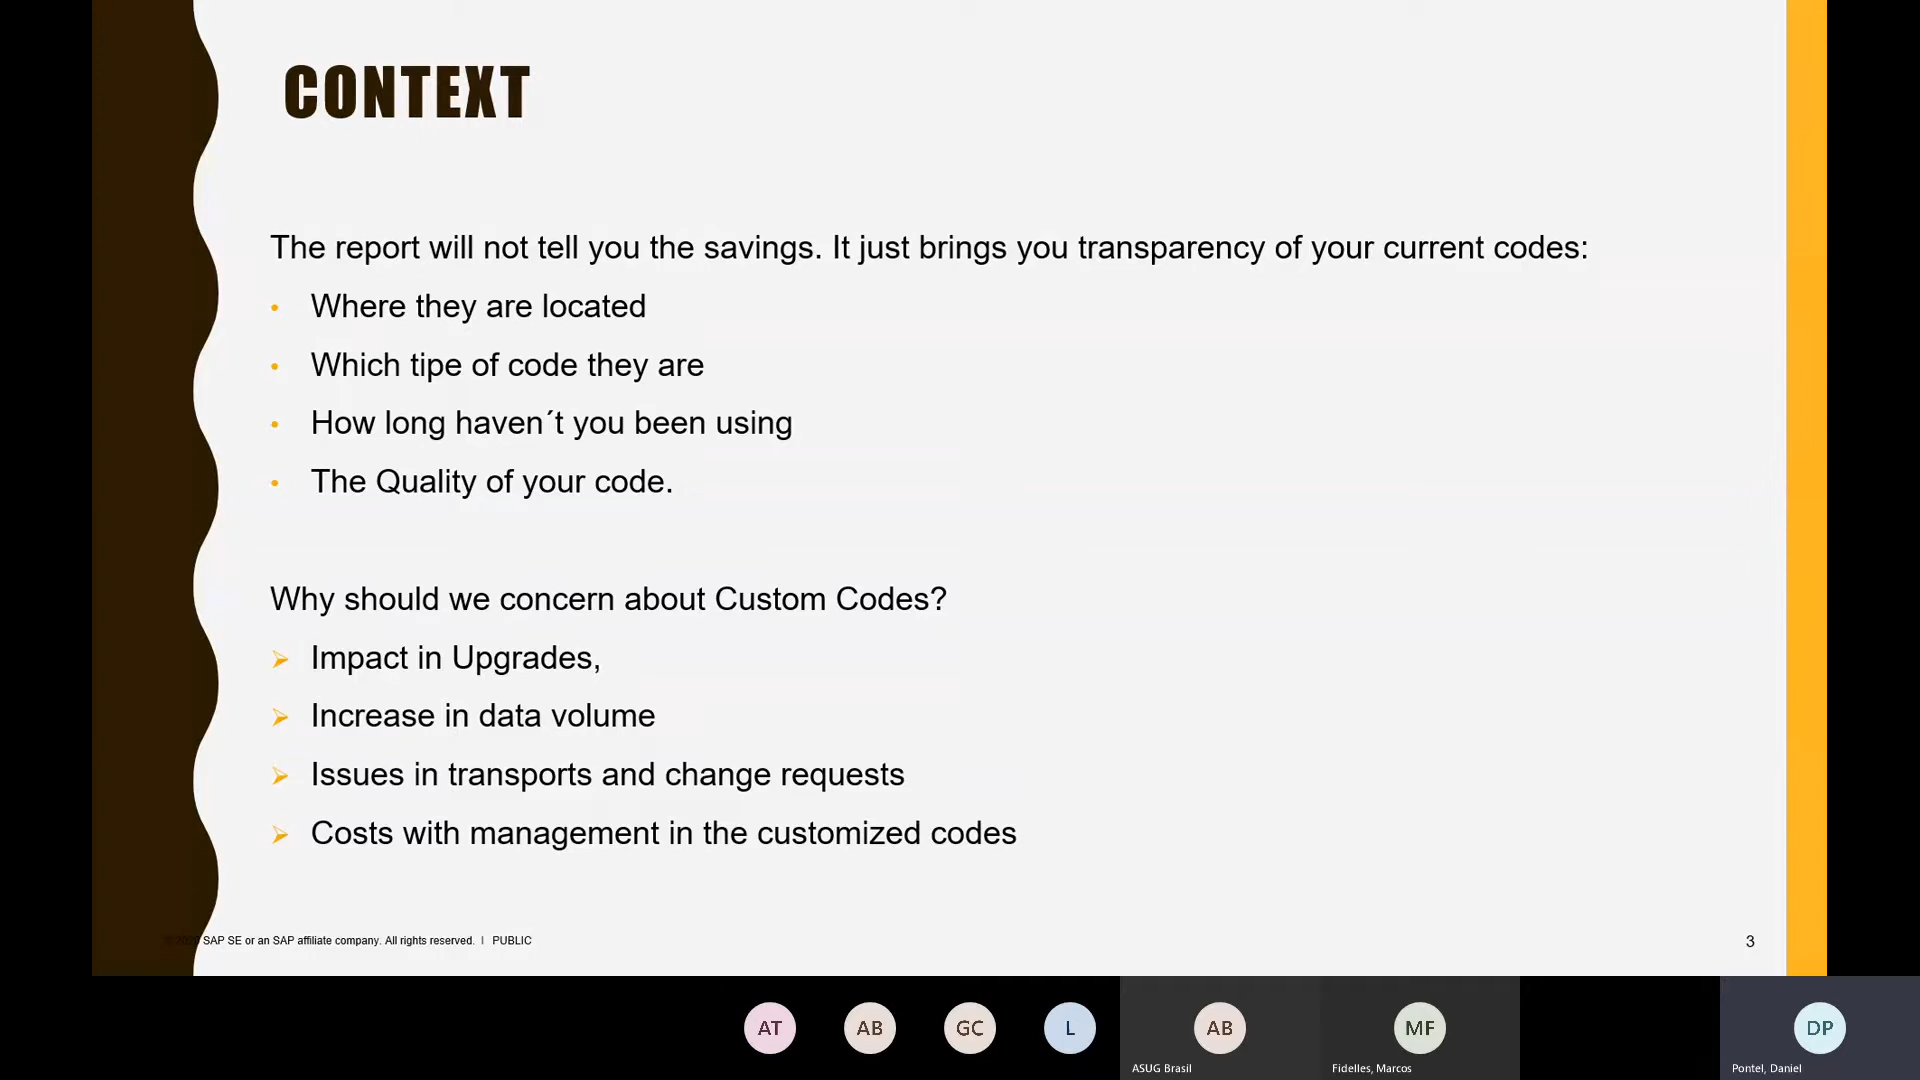 CONTEXT
The report will not tell you the savings. It just brings you transparency of your current codes:
• Where they are located
• Which tipe of code they are
• How long haven´t you been using
• The Quality of your code.
Why should we concern about Custom Codes?
➢ Impact in Upgrades,
➢ Increase in data volume
➢ Issues in transports and change requests
➢ Costs with management in the customized codes
SAP SE or an SAP affiliate company. All rights reserved. | PUBLIC
3
AT AB GC L AB MF DP
ASUG Brasil Fidelles, Marcos Pontel, Daniel